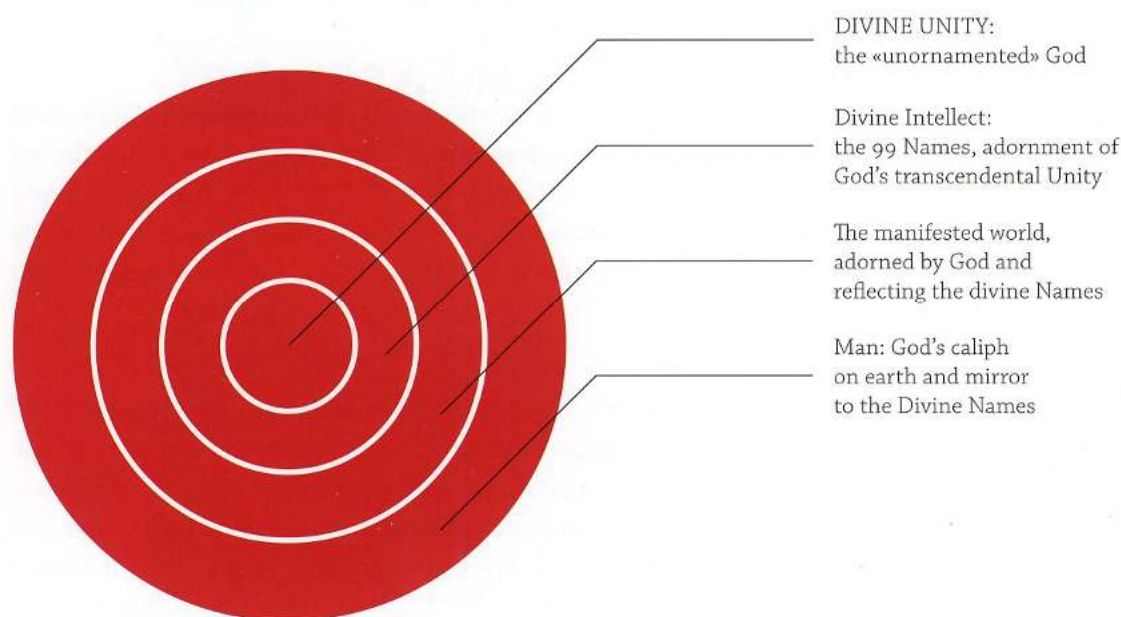 DIVINE UNITY:
the «unornamented» God
Divine Intellect:
the 99 Names, adornment of
God's transcendental Unity
The manifested world,
adorned by God and
reflecting the divine Names
Man: God's caliph
on earth and mirror
to the Divine Names